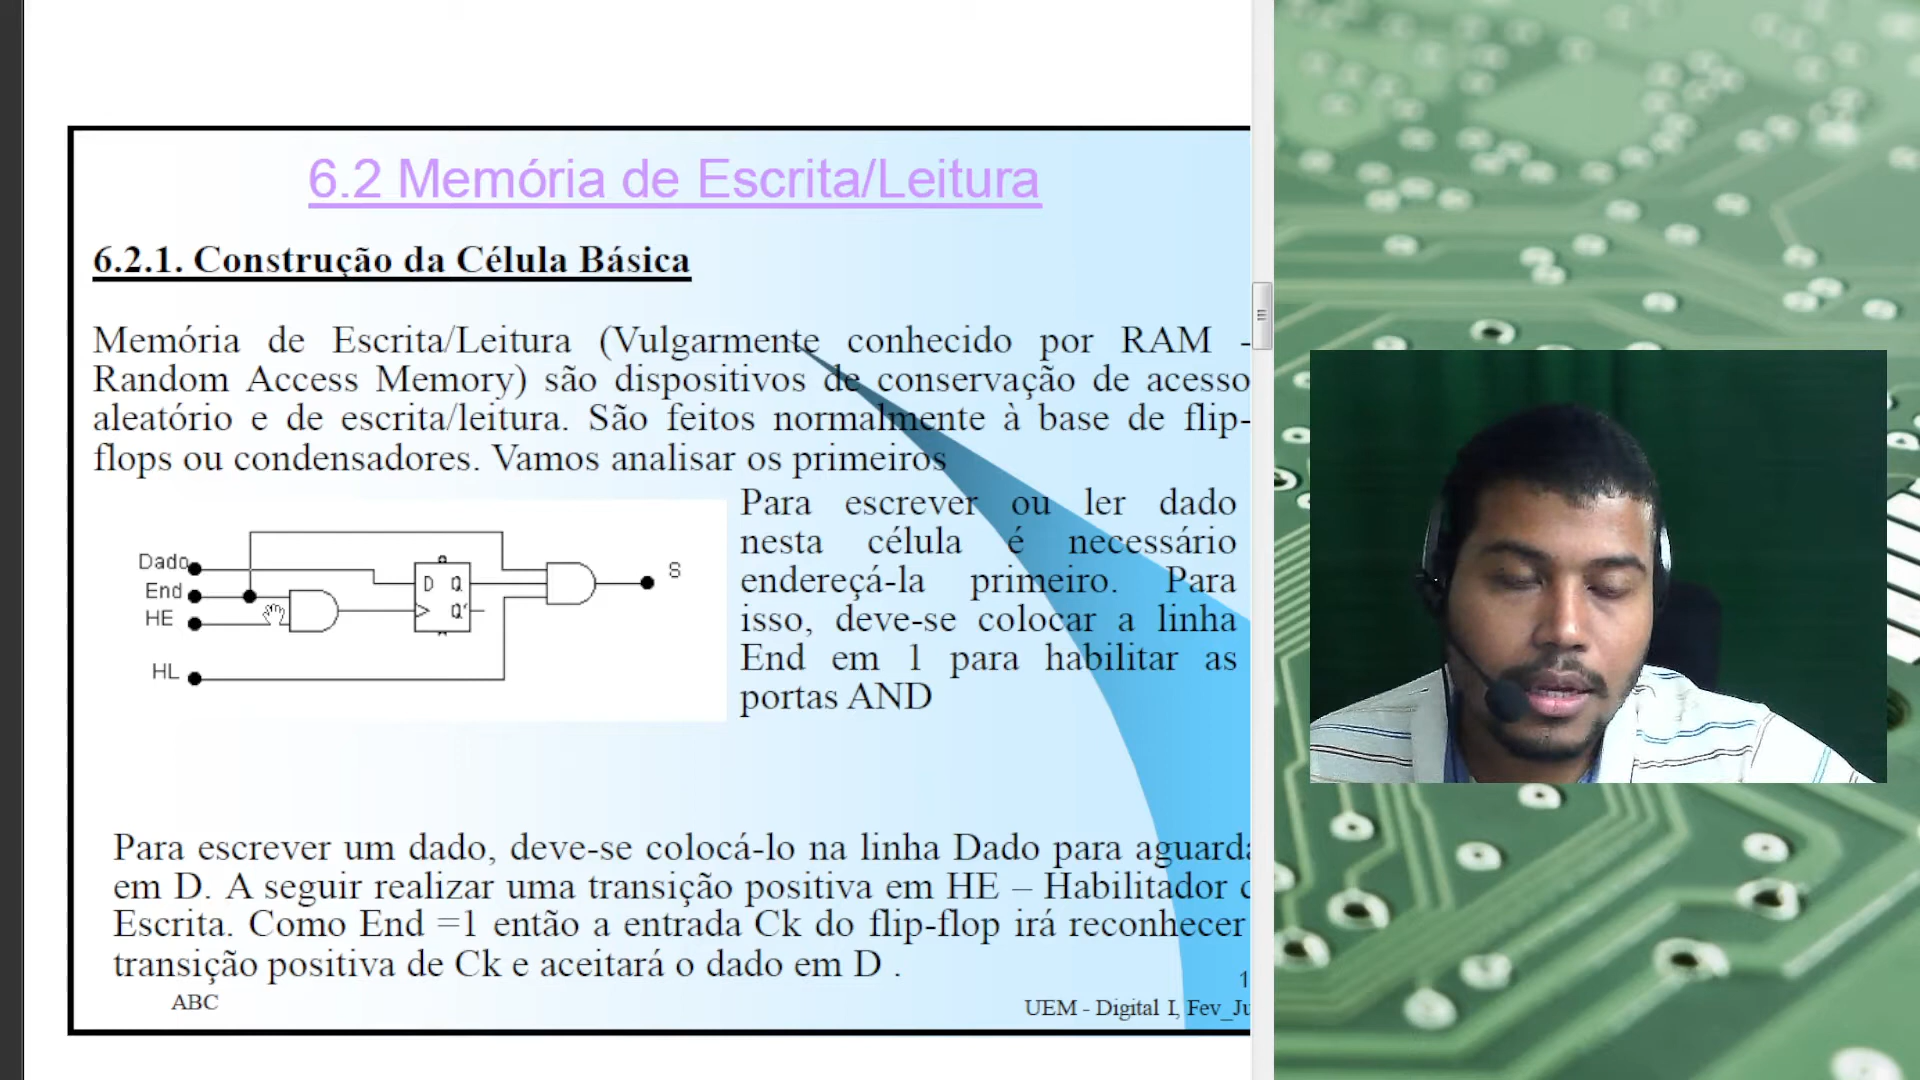 6.2 Memória de Escrita/Leitura
6.2.1. Construção da Célula Básica
Memória de Escrita/Leitura (Vulgarmente conhecido por RAM -
Random Access Memory) são dispositivos de conservação de acesso
aleatório e de escrita/leitura. São feitos normalmente à base de flip-
flops ou condensadores. Vamos analisar os primeiros
Para escrever ou ler dado
nesta célula é necessário
endereçá-la primeiro. Para
isso, deve-se colocar a linha
End em 1 para habilitar as
portas AND
Dado
End
HE
HL
D Q
Q'
S
Para escrever um dado, deve-se colocá-lo na linha Dado para aguarda
em D. A seguir realizar uma transição positiva em HE – Habilitador
Escrita. Como End =1 então a entrada Ck do flip-flop irá reconhecer
transição positiva de Ck e aceitará o dado em D .
1
ABC
UEM - Digital I, Fev_Ju